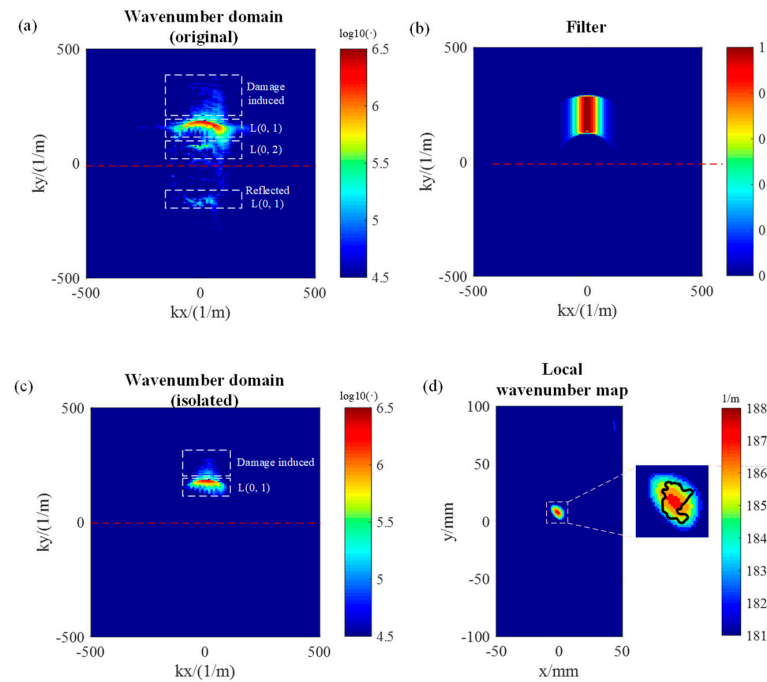 (a)
Wavenumber domain
(original)
log10(·)
500
0
-500
ky/(1/m)
-500
0
500
kx/(1/m)
Damage
induced
L(0, 1)
L(0, 2)
Reflected
L(0, 1)
6.5
6
5.5
5
4.5
(b)
Filter
500
0
-500
ky/(1/m)
-500
0
500
kx/(1/m)
1
0
0
0
0
0
(c)
Wavenumber domain
(isolated)
log10(·)
500
0
-500
ky/(1/m)
-500
0
500
kx/(1/m)
Damage induced
L(0, 1)
6.5
6
5.5
5
4.5
(d)
Local
wavenumber map
1/m
100
50
0
-50
-100
y/mm
-50
0
50
x/mm
188
187
186
185
184
183
182
181